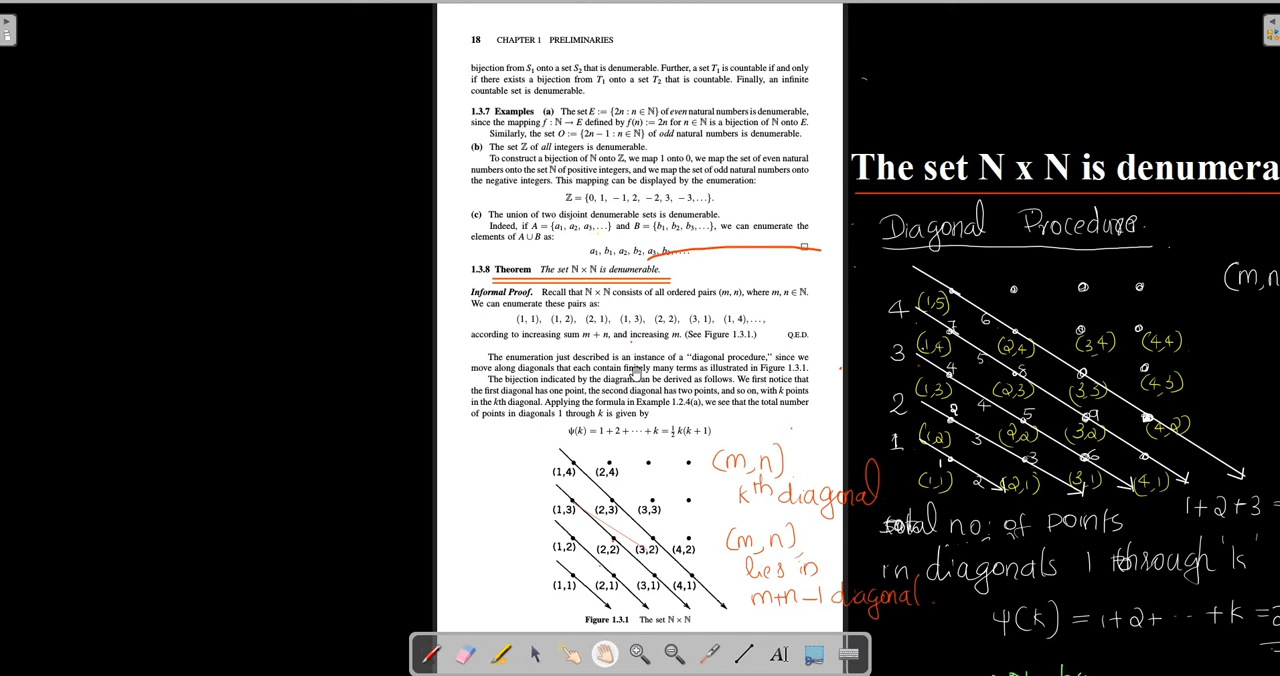 18 CHAPTER 1 PRELIMINARIES
bijection from S₁ onto a set S₂ that is denumerable. Further, a set T₁ is countable if and only
if there exists a bijection from T₁ onto a set T₂ that is countable. Finally, an infinite
countable set is denumerable.
1.3.7 Examples (a) The set E := {2n : n ∈ ℕ} of even natural numbers is denumerable,
since the mapping f : ℕ → E defined by f(n) := 2n for n ∈ ℕ is a bijection of ℕ onto E.
Similarly, the set O := {2n − 1 : n ∈ ℕ} of odd natural numbers is denumerable.
(b) The set ℤ of all integers is denumerable.
To construct a bijection of ℕ onto ℤ, we map 1 onto 0, we map the set of even natural
numbers onto the set ℕ of positive integers, and we map the set of odd natural numbers onto
the negative integers. This mapping can be displayed by the enumeration:
ℤ = {0, 1, −1, 2, −2, 3, −3,...}.
(c) The union of two disjoint denumerable sets is denumerable.
Indeed, if A = {a₁, a₂, a₃,...} and B = {b₁, b₂, b₃,...}, we can enumerate the
elements of A ∪ B as:
a₁, b₁, a₂, b₂, a₃, b₃,....
1.3.8 Theorem The set ℕ × ℕ is denumerable.
Informal Proof. Recall that ℕ × ℕ consists of all ordered pairs (m, n), where m, n ∈ ℕ.
We can enumerate these pairs as:
(1, 1), (1, 2), (2, 1), (1, 3), (2, 2), (3, 1), (1, 4),...,
according to increasing sum m + n, and increasing m. (See Figure 1.3.1.) Q.E.D.
The enumeration just described is an instance of a “diagonal procedure,” since we
move along diagonals that each contain finitely many terms as illustrated in Figure 1.3.1.
The bijection indicated by the diagram can be derived as follows. We first notice that
the first diagonal has one point, the second diagonal has two points, and so on, with k points
in the kth diagonal. Applying the formula in Example 1.2.4(a), we see that the total number
of points in diagonals 1 through k is given by
ψ(k) = 1 + 2 + ··· + k = ½ k(k + 1)
(1,4) (2,4)
(1,3) (2,3) (3,3)
(1,2) (2,2) (3,2) (4,2)
(1,1) (2,1) (3,1) (4,1)
Figure 1.3.1 The set ℕ × ℕ
(m, n)
kth diagonal
(m, n)
lies in
m+n−1 diagonal.
The set N x N is denumera
Diagonal Procedure.
(m,n
4 (1,5) 6
3 (1,4) 7 (2,4) 5 (3,4) (4,4)
2 (1,3) 4 (2,3) 8 4 (3,3) (4,3)
1 (1,2) 2 (2,2) 5 3 (3,2) 9 (4,2)
(1,1) 1 2 (2,1) 3 (3,1) 6 (4,1)
1+2+3 =
total no: of points
in diagonals 1 through 'k'
ψ(k) = 1+2+ ··· +k =
AI